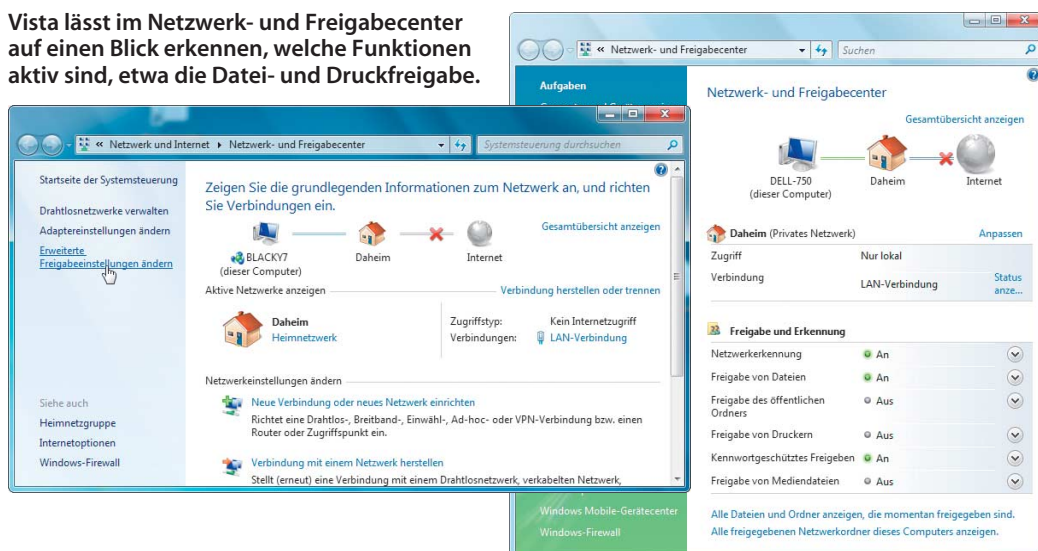 Vista lässt im Netzwerk- und Freigabecenter
auf einen Blick erkennen, welche Funktionen
aktiv sind, etwa die Datei- und Druckfreigabe.
« Netzwerk und Internet ▸ Netzwerk- und Freigabecenter
Systemsteuerung durchsuchen
Startseite der Systemsteuerung
Drahtlosnetzwerke verwalten
Adaptereinstellungen ändern
Erweiterte
Freigabeeinstellungen ändern
Siehe auch
Heimnetzgruppe
Internetoptionen
Windows-Firewall
Zeigen Sie die grundlegenden Informationen zum Netzwerk an, und richten
Sie Verbindungen ein.
Gesamtübersicht anzeigen
BLACKY7
(dieser Computer)
Daheim
Internet
Aktive Netzwerke anzeigen
Verbindung herstellen oder trennen
Daheim
Heimnetzwerk
Zugriffstyp: Kein Internetzugriff
Verbindungen: LAN-Verbindung
Netzwerkeinstellungen ändern
Neue Verbindung oder neues Netzwerk einrichten
Richtet eine Drahtlos-, Breitband-, Einwähl-, Ad-hoc- oder VPN-Verbindung bzw. einen
Router oder Zugriffspunkt ein.
Verbindung mit einem Netzwerk herstellen
Stellt (erneut) eine Verbindung mit einem Drahtlosnetzwerk, verkabelten Netzwerk,
« Netzwerk- und Freigabecenter
Suchen
Aufgaben
Windows Mobile-Gerätecenter
Windows-Firewall
Netzwerk- und Freigabecenter
Gesamtübersicht anzeigen
DELL-750
(dieser Computer)
Daheim
Internet
Daheim (Privates Netzwerk) Anpassen
Zugriff Nur lokal
Verbindung LAN-Verbindung Status
anze...
Freigabe und Erkennung
Netzwerkerkennung An
Freigabe von Dateien An
Freigabe des öffentlichen
Ordners Aus
Freigabe von Druckern Aus
Kennwortgeschütztes Freigeben An
Freigabe von Mediendateien Aus
Alle Dateien und Ordner anzeigen, die momentan freigegeben sind.
Alle freigegebenen Netzwerkordner dieses Computers anzeigen.